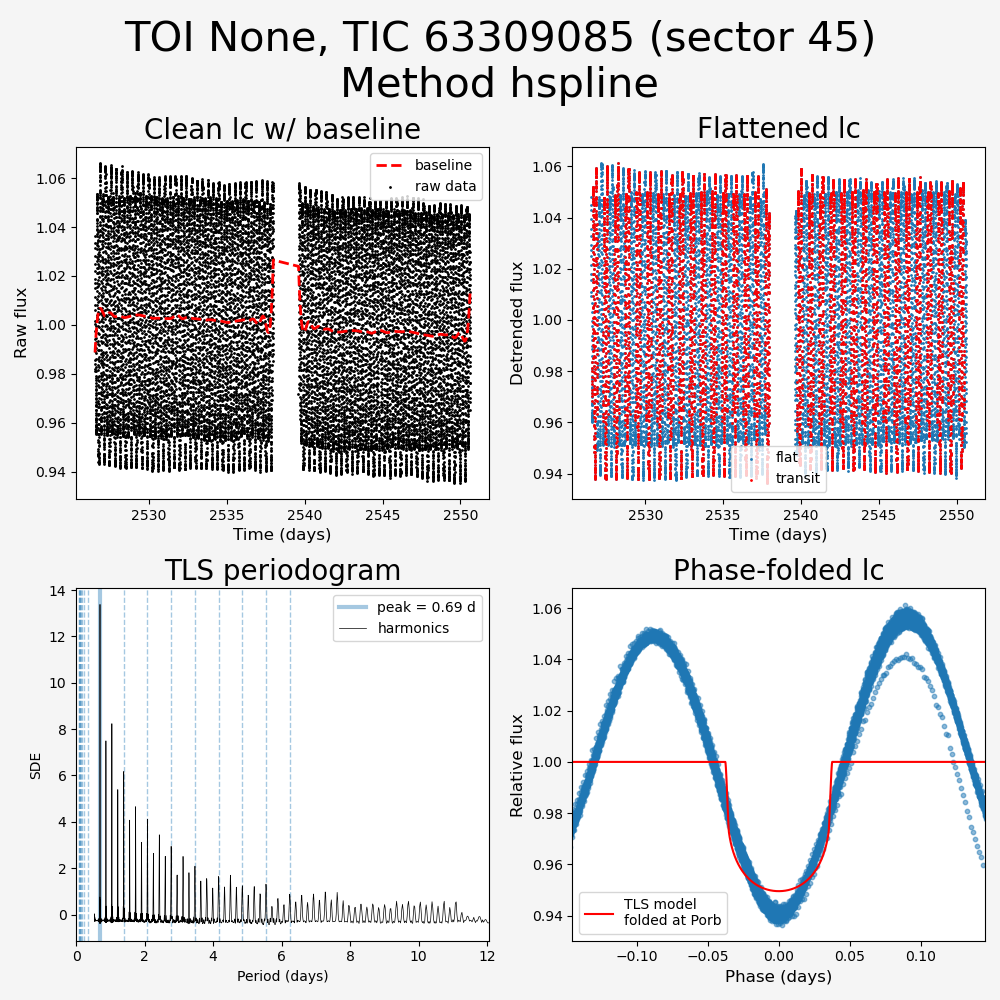 TOI None, TIC 63309085 (sector 45)
Method hspline
Clean lc w/ baseline
Flattened lc
baseline
raw data
Raw flux
1.06
1.04
1.02
1.00
0.98
0.96
0.94
2530
2535
2540
2545
2550
Time (days)
Detrended flux
1.06
1.04
1.02
1.00
0.98
0.96
0.94
flat
transit
2530
2535
2540
2545
2550
Time (days)
TLS periodogram
Phase-folded lc
peak = 0.69 d
harmonics
SDE
14
12
10
8
6
4
2
0
0
2
4
6
8
10
12
Period (days)
Relative flux
1.06
1.04
1.02
1.00
0.98
0.96
0.94
TLS model
folded at Porb
−0.10
−0.05
0.00
0.05
0.10
Phase (days)